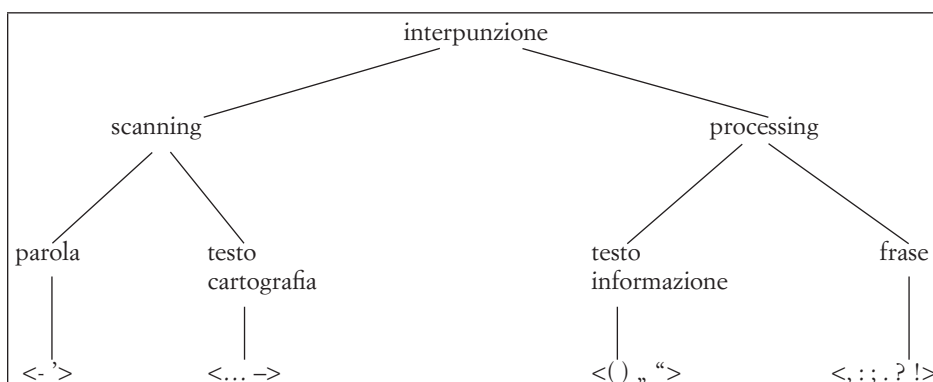 interpunzione
scanning processing
parola testo testo frase
cartografia informazione
<- ’> <… –> <( ) „ “> <, : ; . ? !>